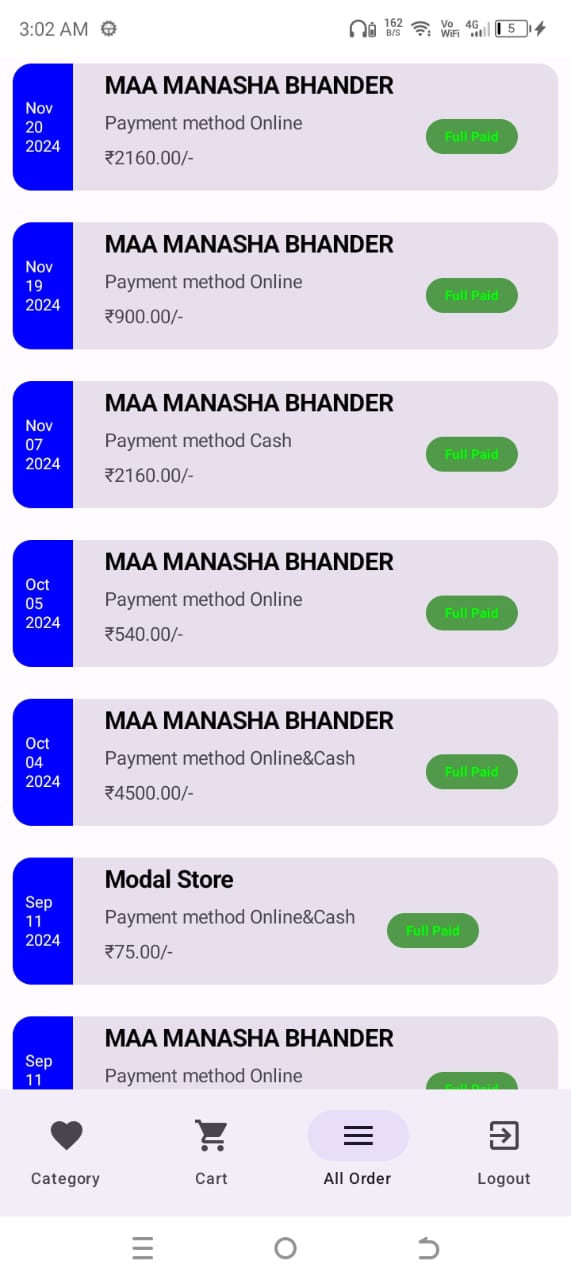 3:02 AM
162 B/S
Vo WiFi
4G
5
Nov
20
2024
MAA MANASHA BHANDER
Payment method Online
₹2160.00/-
Full Paid
Nov
19
2024
MAA MANASHA BHANDER
Payment method Online
₹900.00/-
Full Paid
Nov
07
2024
MAA MANASHA BHANDER
Payment method Cash
₹2160.00/-
Full Paid
Oct
05
2024
MAA MANASHA BHANDER
Payment method Online
₹540.00/-
Full Paid
Oct
04
2024
MAA MANASHA BHANDER
Payment method Online&Cash
₹4500.00/-
Full Paid
Sep
11
2024
Modal Store
Payment method Online&Cash
₹75.00/-
Full Paid
Sep
11
MAA MANASHA BHANDER
Payment method Online
Full Paid
Category
Cart
All Order
Logout